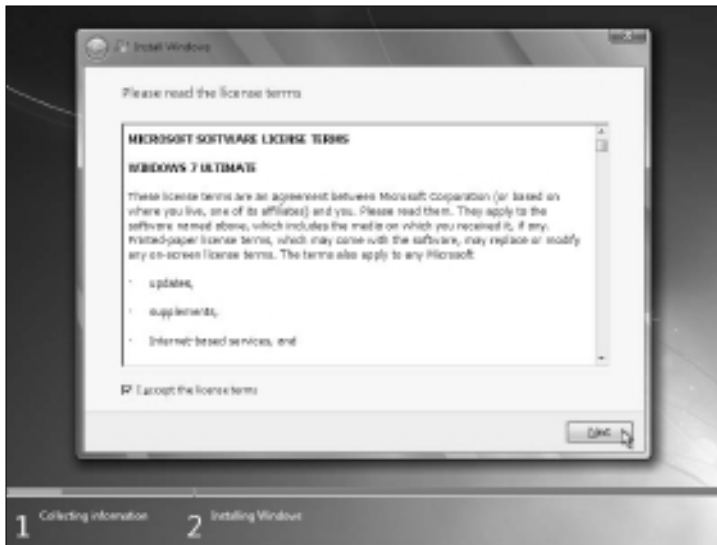 Install Windows
Please read the license terms
MICROSOFT SOFTWARE LICENSE TERMS
WINDOWS 7 ULTIMATE
These license terms are an agreement between Microsoft Corporation (or based on
where you live, one of its affiliates) and you. Please read them. They apply to the
software named above, which includes the media on which you received it, if any.
Printed-paper license terms, which may come with the software, may replace or modify
any on-screen license terms. The terms also apply to any Microsoft
· updates,
· supplements,
· Internet-based services, and
I accept the license terms
Next
1 Collecting information 2 Installing Windows